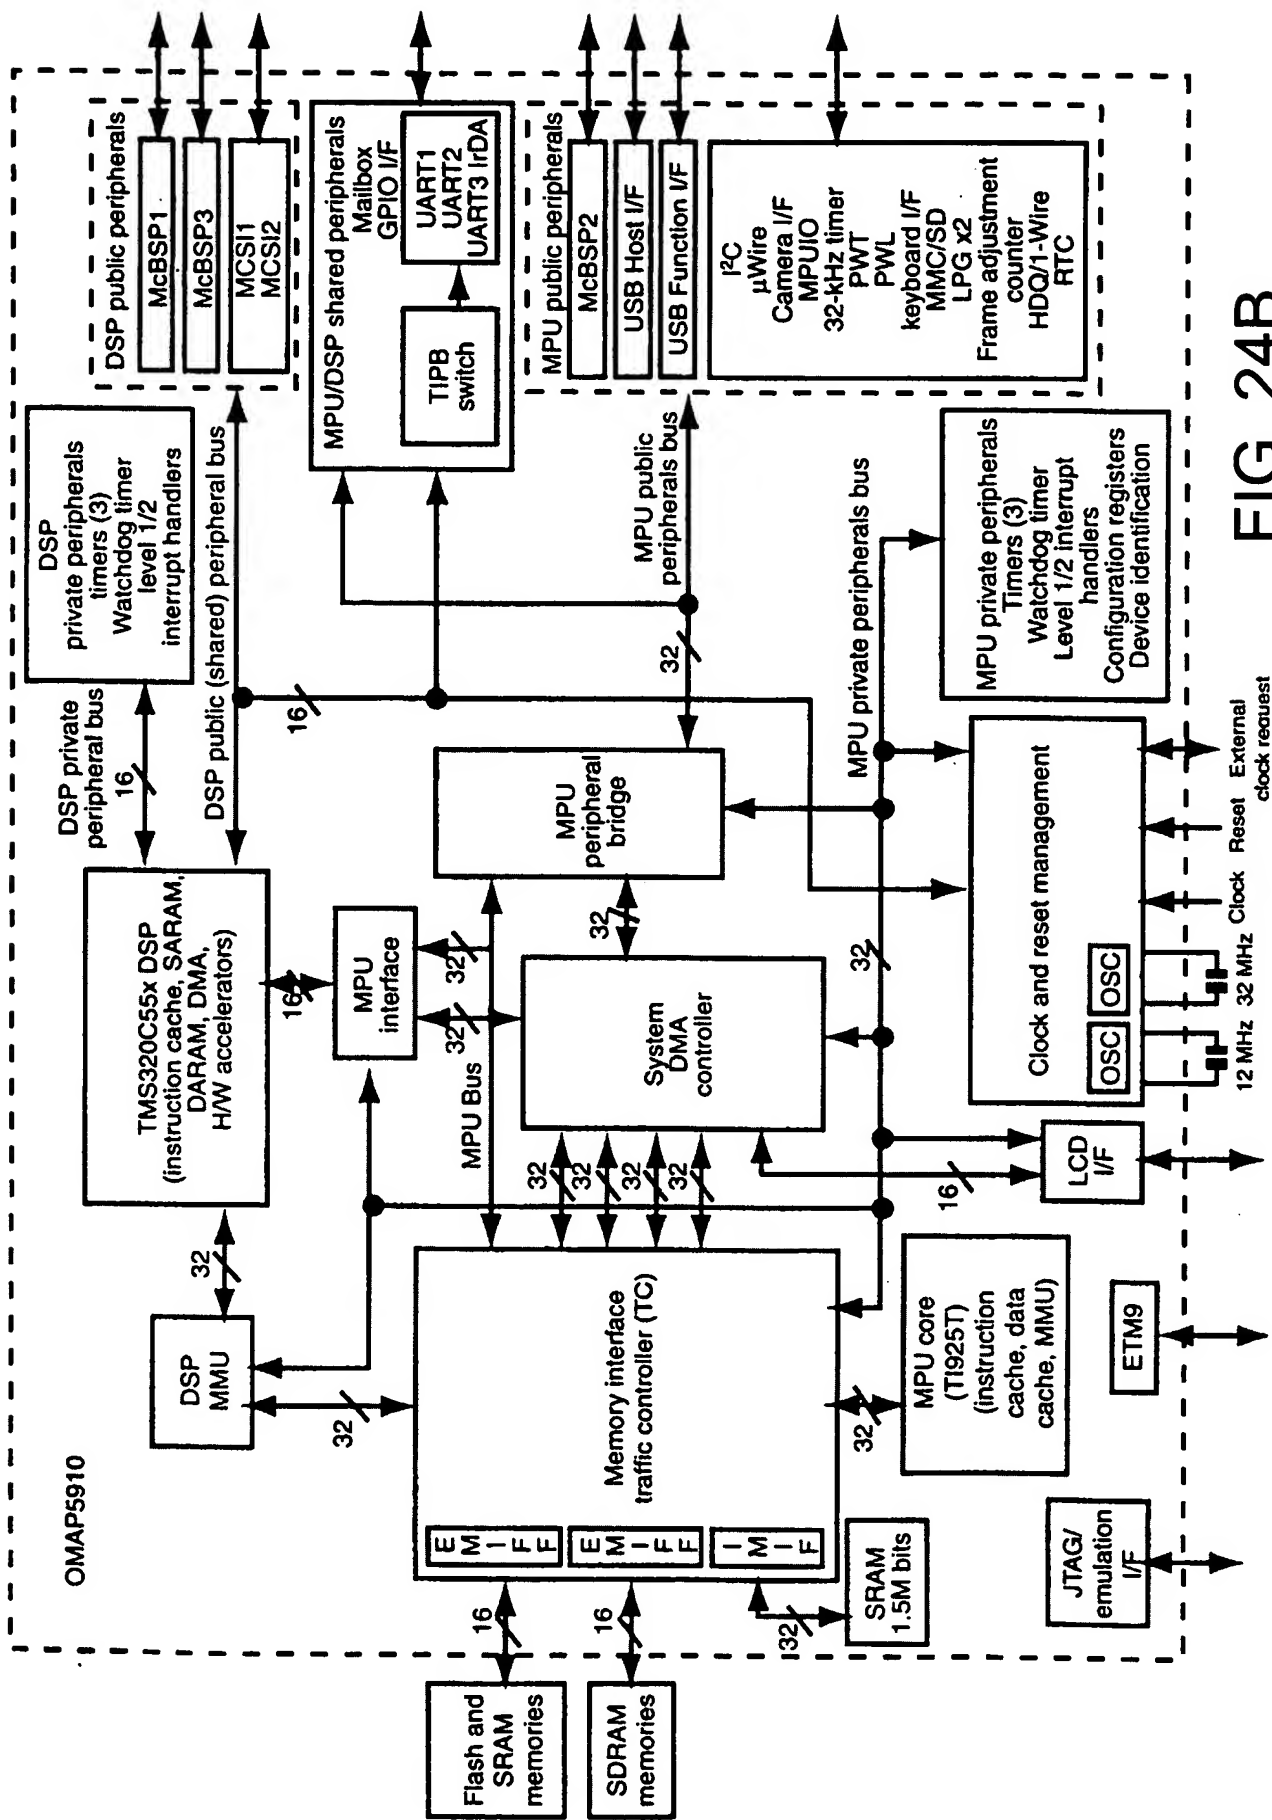 OMAP5910
Flash and
SRAM
memories
SDRAM
memories
16
16
32
E
M
I
F
F
E
M
I
F
F
I
M
I
F
SRAM
1.5M bits
JTAG/
emulation
I/F
DSP
MMU
32
32
Memory interface
traffic controller (TC)
32
MPU core
(TI925T)
(instruction
cache, data
cache, MMU)
ETM9
TMS320C55x DSP
(instruction cache, SARAM,
DARAM, DMA,
H/W accelerators)
16
MPU
interface
MPU Bus
32
32
32
32
32
32
System
DMA
controller
32
16
LCD
I/F
MPU
peripheral
bridge
32
32
DSP private
peripheral bus
16
DSP public (shared) peripheral bus
16
DSP
private peripherals
timers (3)
Watchdog timer
level 1/2
interrupt handlers
MPU public
peripherals bus
MPU private peripherals bus
Clock and reset management
OSC
OSC
12 MHz
32 MHz
Clock
Reset
External
clock request
MPU private peripherals
Timers (3)
Watchdog timer
Level 1/2 interrupt
handlers
Configuration registers
Device identification
DSP public peripherals
McBSP1
McBSP3
MCSI1
MCSI2
MPU/DSP shared peripherals
Mailbox
GPIO I/F
TIPB
switch
UART1
UART2
UART3 IrDA
MPU public peripherals
McBSP2
USB Host I/F
USB Function I/F
I²C
µWire
Camera I/F
MPUIO
32-kHz timer
PWT
PWL
keyboard I/F
MMC/SD
LPG x2
Frame adjustment
counter
HDQ/1-Wire
RTC
FIG. 24B